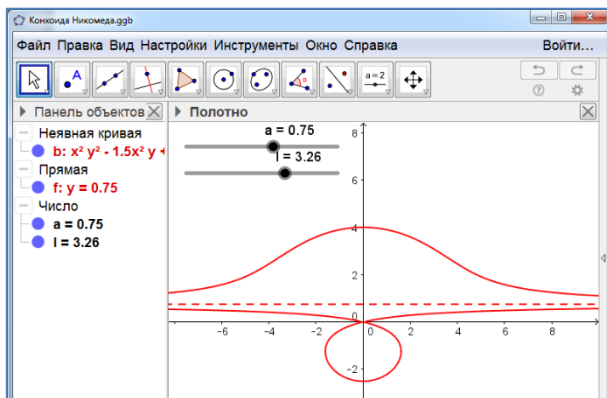 Конхоида Никомеда.ggb
Файл Правка Вид Настройки Инструменты Окно Справка Войти...
A a=2
Панель объектов
Полотно
Неявная кривая
b: x² y² - 1.5x² y +
Прямая
f: y = 0.75
Число
a = 0.75
l = 3.26
a = 0.75
l = 3.26
8
6
4
2
0
-6 -4 -2 0 2 4 6 8
-2